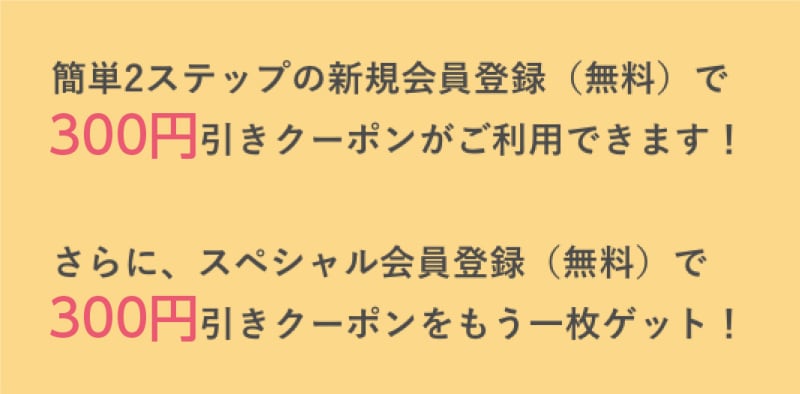 簡単2ステップの新規会員登録（無料）で
300円引きクーポンがご利用できます！
さらに、スペシャル会員登録（無料）で
300円引きクーポンをもう一枚ゲット！